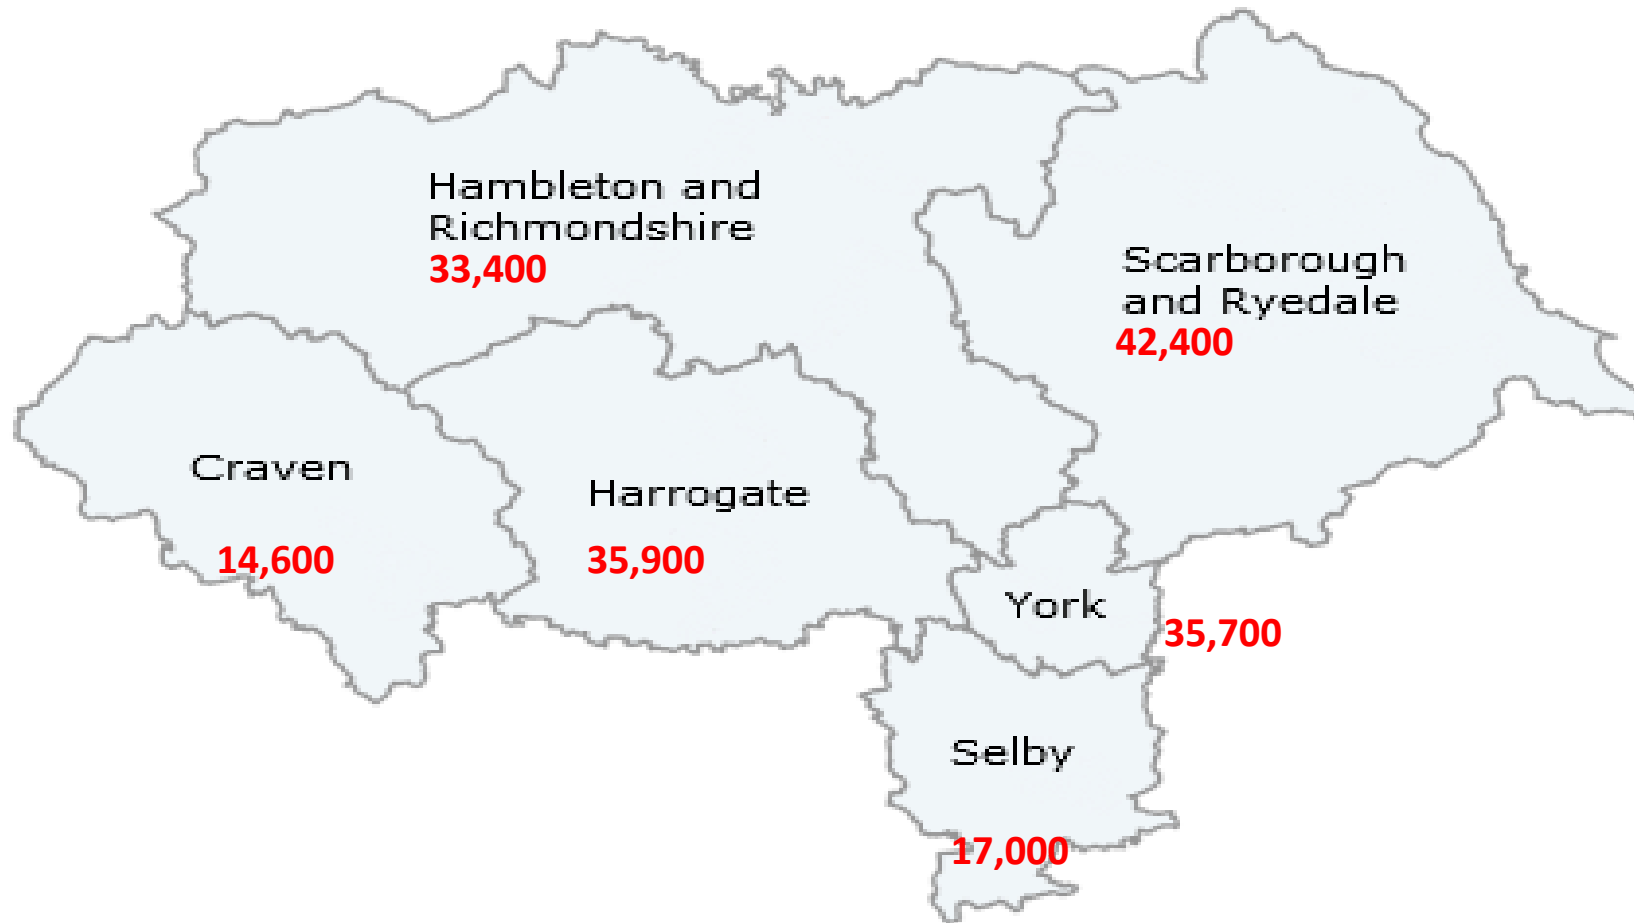 Hambleton and
Richmondshire
33,400
Scarborough
and Ryedale
42,400
Craven
14,600
Harrogate
35,900
York
35,700
Selby
17,000